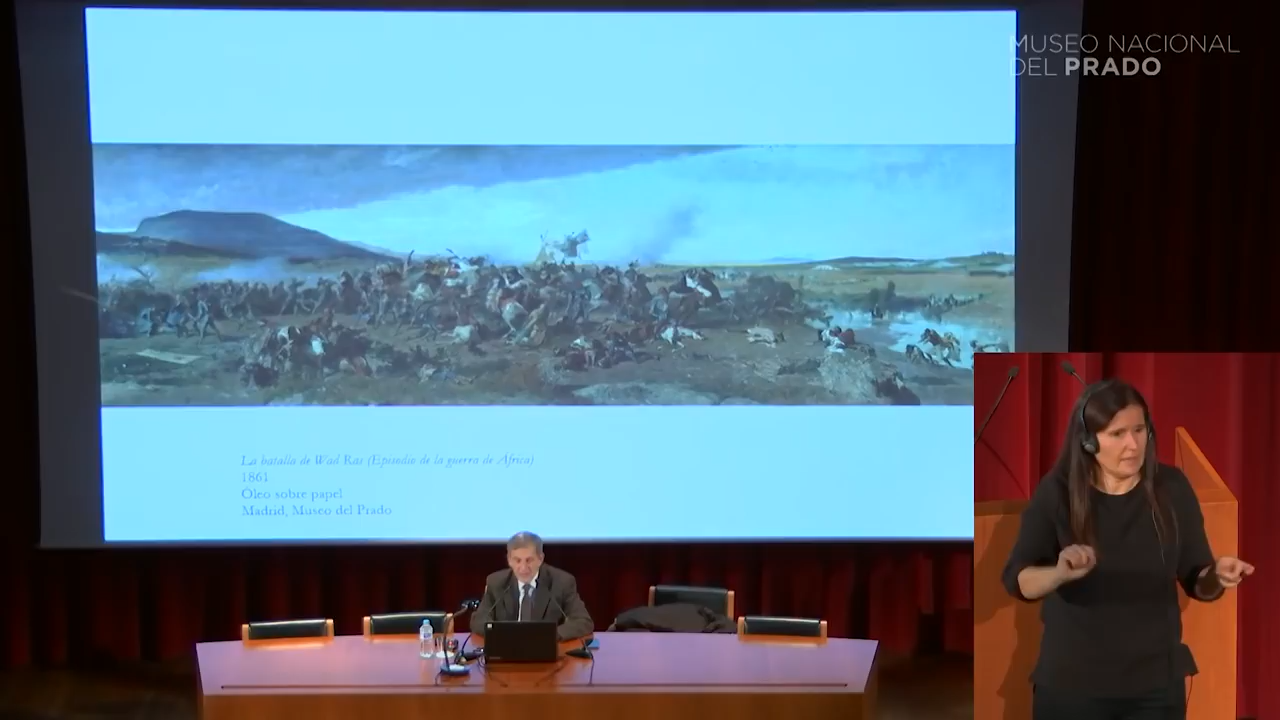 MUSEO NACIONAL
DEL PRADO
La batalla de Wad Ras (Episodio de la guerra de Africa)
1861
Óleo sobre papel
Madrid, Museo del Prado